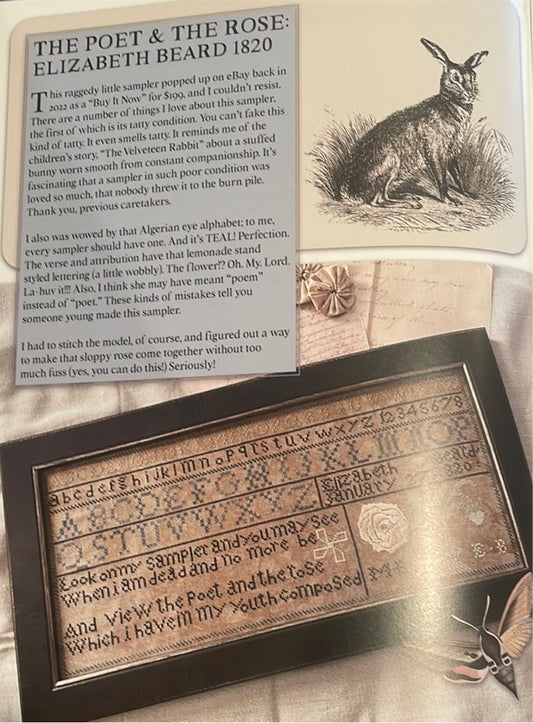 THE POET & THE ROSE:
ELIZABETH BEARD 1820
This raggedy little sampler popped up on eBay back in
2022 as a “Buy It Now” for $199, and I couldn’t resist.
There are a number of things I love about this sampler,
the first of which is its tatty condition. You can’t fake this
kind of tatty. It even smells tatty. It reminds me of the
children’s story, “The Velveteen Rabbit” about a stuffed
bunny worn smooth from constant companionship. It’s
fascinating that a sampler in such poor condition was
loved so much, that nobody threw it to the burn pile.
Thank you, previous caretakers.
I also was wowed by that Algerian eye alphabet; to me,
every sampler should have one. And it’s TEAL! Perfection.
The verse and attribution have that lemonade stand
styled lettering (a little wobbly). The flower!? Oh. My. Lord.
La-huv it!!! Also, I think she may have meant “poem”
instead of “poet.” These kinds of mistakes tell you
someone young made this sampler.
I had to stitch the model, of course, and figured out a way
to make that sloppy rose come together without too
much fuss (yes, you can do this!) Seriously!
abcdefghijklmnopqrstuvwxyz12345678
ABCDEFGHIJKLMNOP
QRSTUVWXYZ
Elizabeth
January
Look on my Sampler and you may See
When i am dead and no more be
And View the Poet and the rose
Which i have in my youth Composed
E B